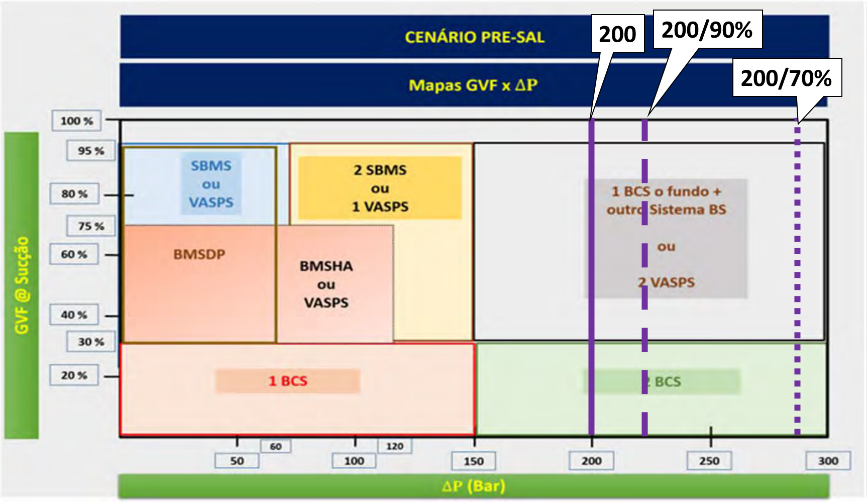 CENÁRIO PRE-SAL
Mapas GVF x ΔP
200
200/90%
200/70%
GVF @ Sucção
100 %
95 %
80 %
75 %
60 %
40 %
30 %
20 %
SBMS
ou
VASPS
2 SBMS
ou
1 VASPS
1 BCS o fundo +
outro Sistema BS
ou
2 VASPS
BMSDP
BMSHA
ou
VASPS
1 BCS
2 BCS
50
60
100
120
150
200
250
300
ΔP (Bar)